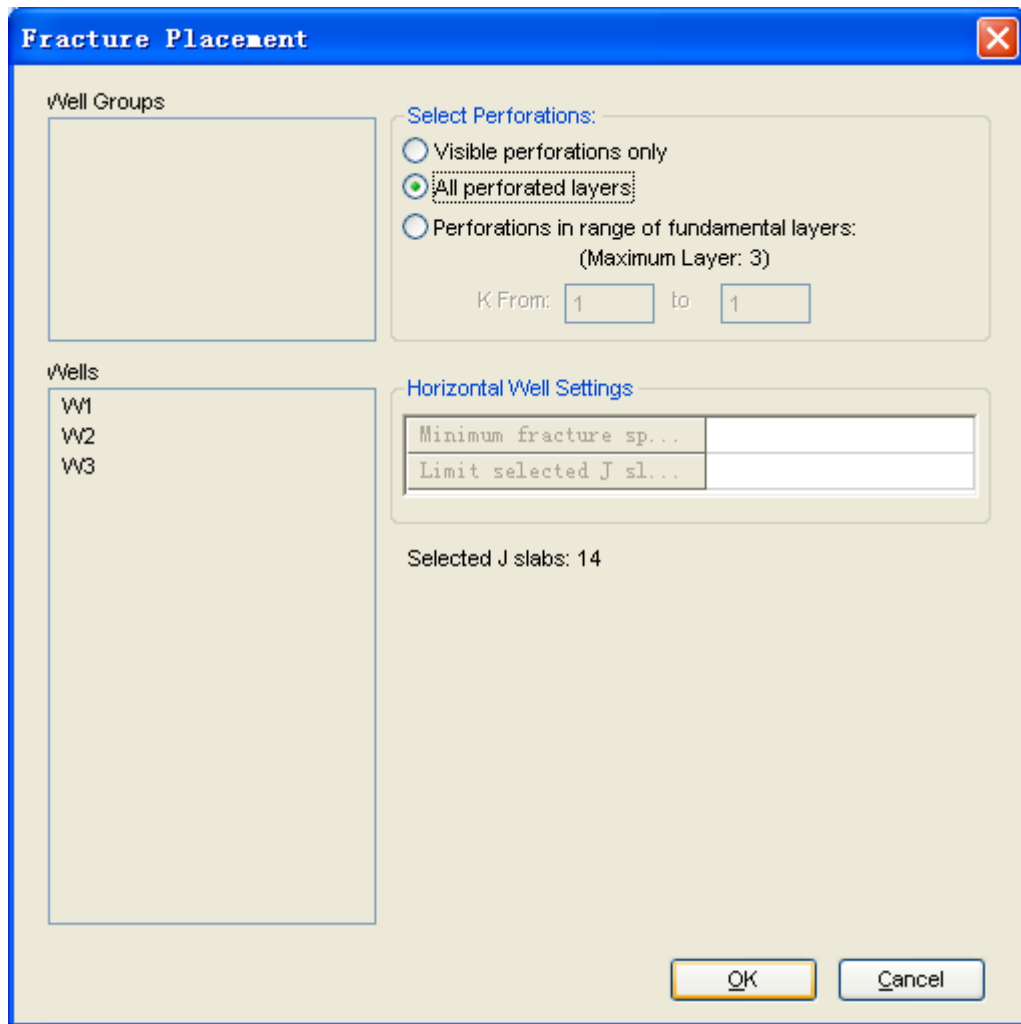 Fracture Placement
Well Groups
Select Perforations:
Visible perforations only
All perforated layers
Perforations in range of fundamental layers:
(Maximum Layer: 3)
K From: 1 to 1
Wells
W1
W2
W3
Horizontal Well Settings
Minimum fracture sp...
Limit selected J sl...
Selected J slabs: 14
OK
Cancel